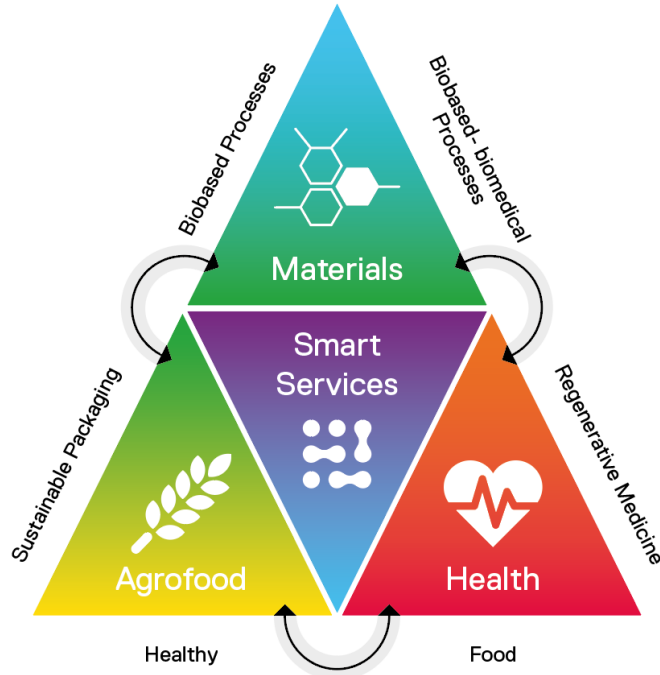 Biobased Processes
Biobased- biomedical
Processes
Materials
Smart
Services
Sustainable Packaging
Regenerative Medicine
Agrofood
Health
Healthy
Food